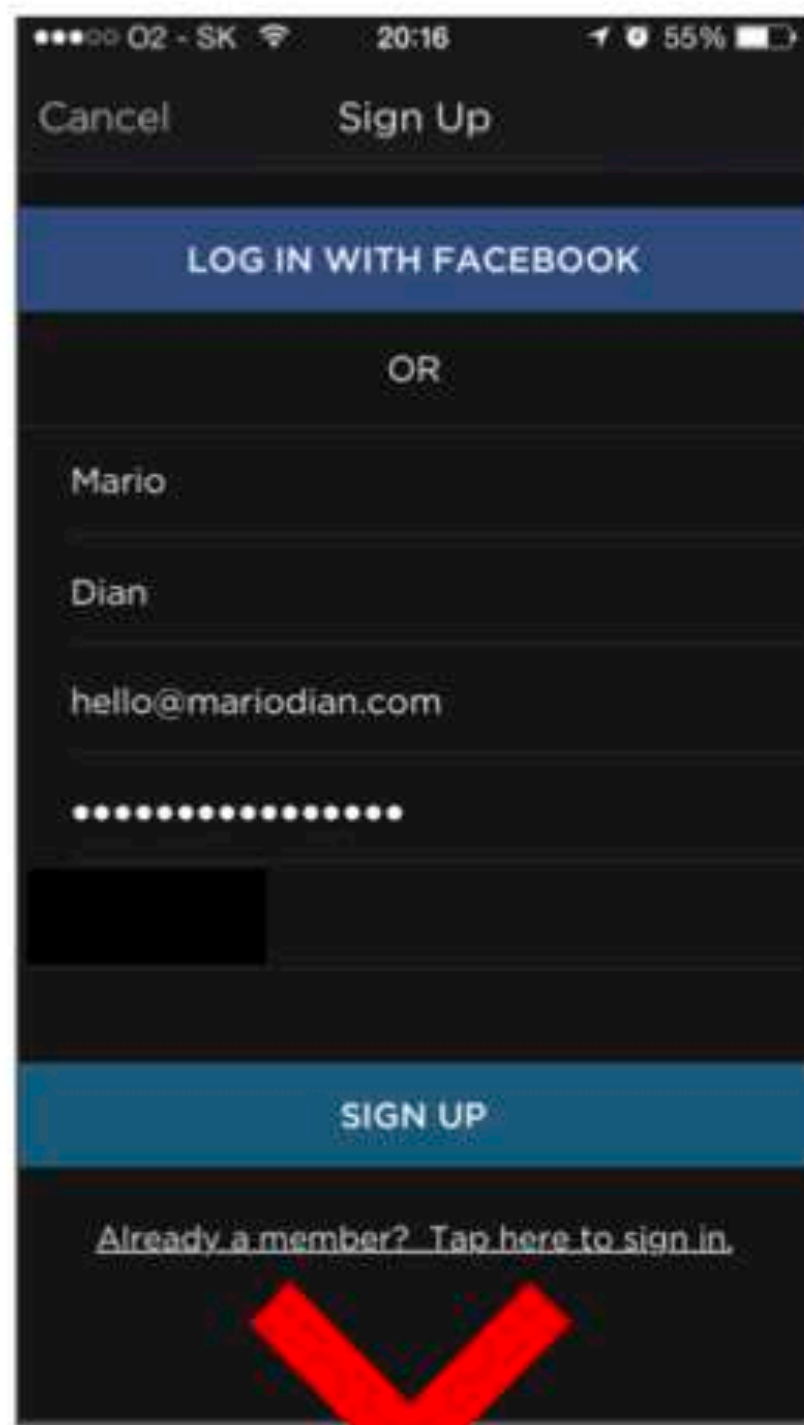 O2 - SK 20:16 55%
Cancel Sign Up
LOG IN WITH FACEBOOK
OR
Mario
Dian
hello@mariodian.com
••••••••••••••••
SIGN UP
Already a member? Tap here to sign in.